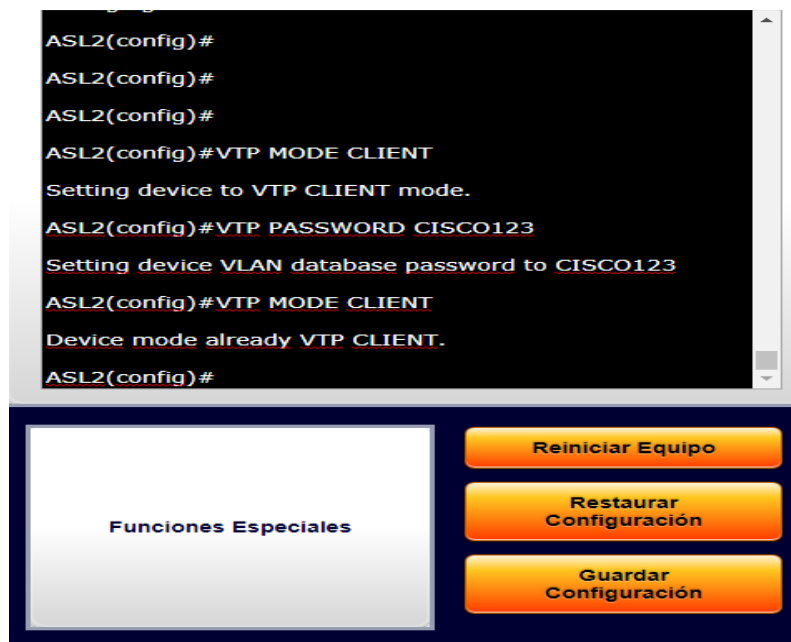 ASL2(config)#
ASL2(config)#
ASL2(config)#
ASL2(config)#VTP MODE CLIENT
Setting device to VTP CLIENT mode.
ASL2(config)#VTP PASSWORD CISCO123
Setting device VLAN database password to CISCO123
ASL2(config)#VTP MODE CLIENT
Device mode already VTP CLIENT.
ASL2(config)#
Funciones Especiales
Reiniciar Equipo
Restaurar
Configuración
Guardar
Configuración